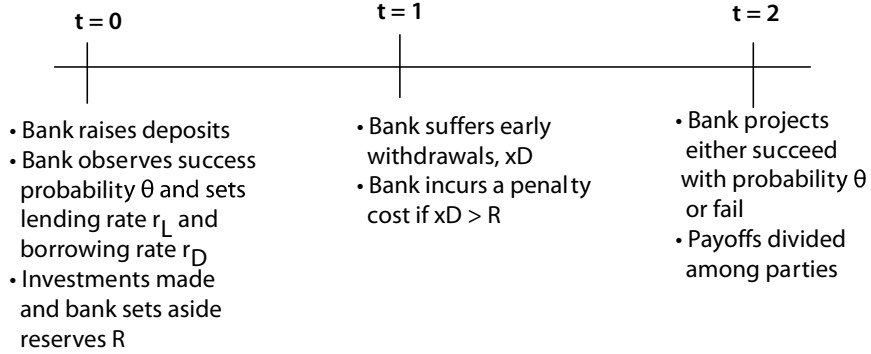 t = 0
t = 1
t = 2
• Bank raises deposits
• Bank observes success
probability θ and sets
lending rate r_L and
borrowing rate r_D
• Investments made
and bank sets aside
reserves R
• Bank suffers early
withdrawals, xD
• Bank incurs a penalty
cost if xD > R
• Bank projects
either succeed
with probability θ
or fail
• Payoffs divided
among parties